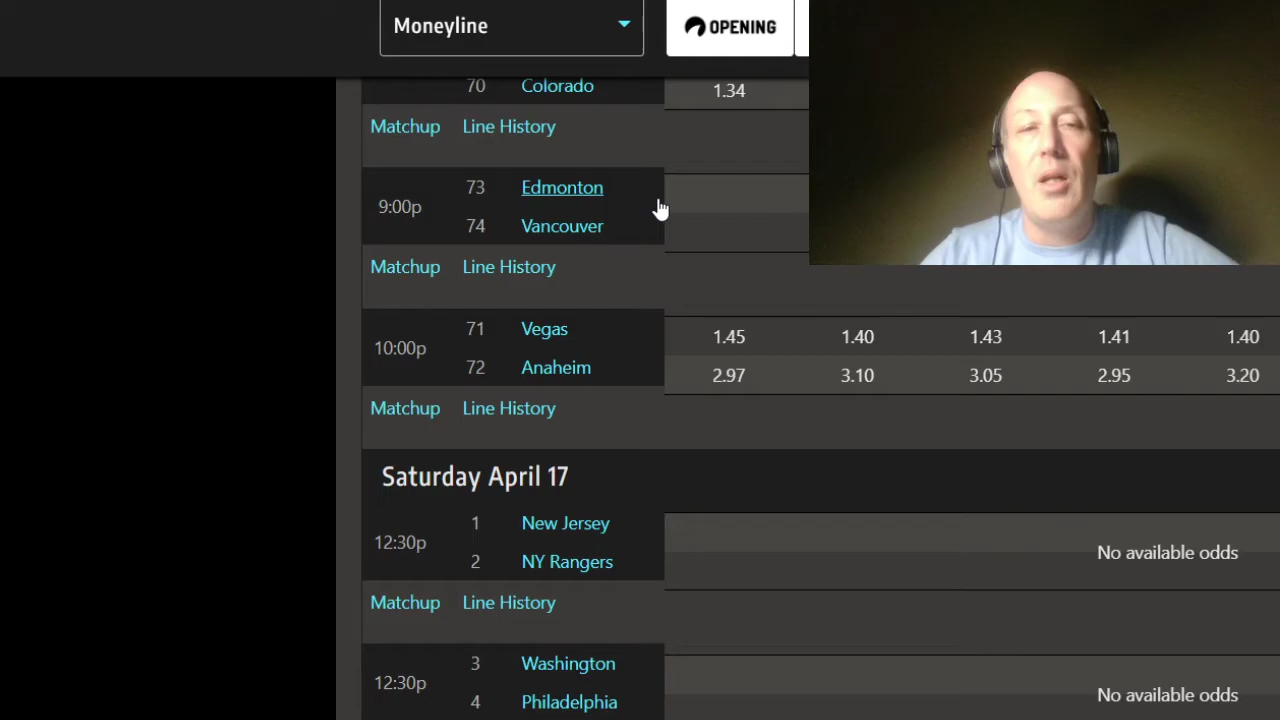 Moneyline
OPENING
70 Colorado 1.34
Matchup Line History
9:00p
73 Edmonton
74 Vancouver
Matchup Line History
10:00p
71 Vegas 1.45 1.40 1.43 1.41 1.40
72 Anaheim 2.97 3.10 3.05 2.95 3.20
Matchup Line History
Saturday April 17
12:30p
1 New Jersey
2 NY Rangers
No available odds
Matchup Line History
12:30p
3 Washington
4 Philadelphia
No available odds